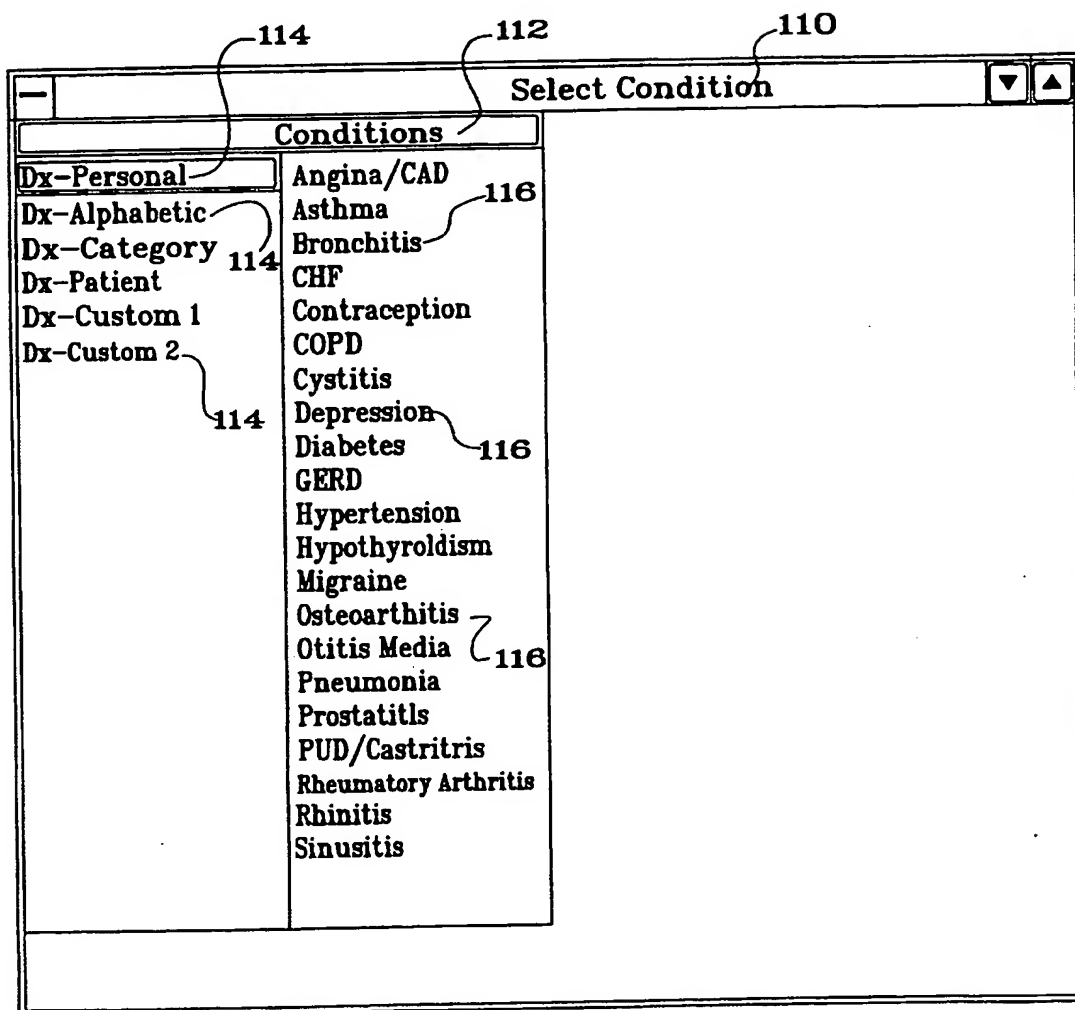 114
112
110
Select Condition
Conditions
Dx-Personal
Dx-Alphabetic
114
Dx-Category
Dx-Patient
Dx-Custom 1
Dx-Custom 2
114
Angina/CAD
116
Asthma
Bronchitis
CHF
Contraception
COPD
Cystitis
Depression
Diabetes
116
GERD
Hypertension
Hypothyroldism
Migraine
Osteoarthitis
Otitis Media
116
Pneumonia
Prostatitls
PUD/Castritris
Rheumatory Arthritis
Rhinitis
Sinusitis